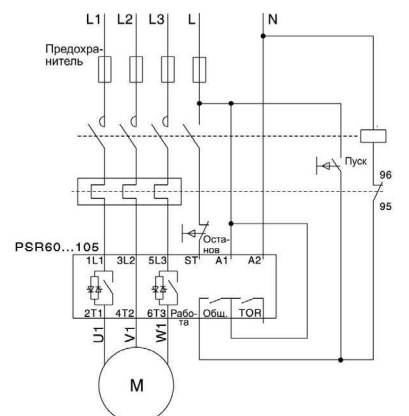 L1 L2 L3 L N
Предохра-
нитель
Пуск
96
95
Оста-
нов
PSR60...105
1L1 3L2 5L3 ST A1 A2
2T1 4T2 6T3 Рабо-
та Общ. TOR
U1 V1 W1
M